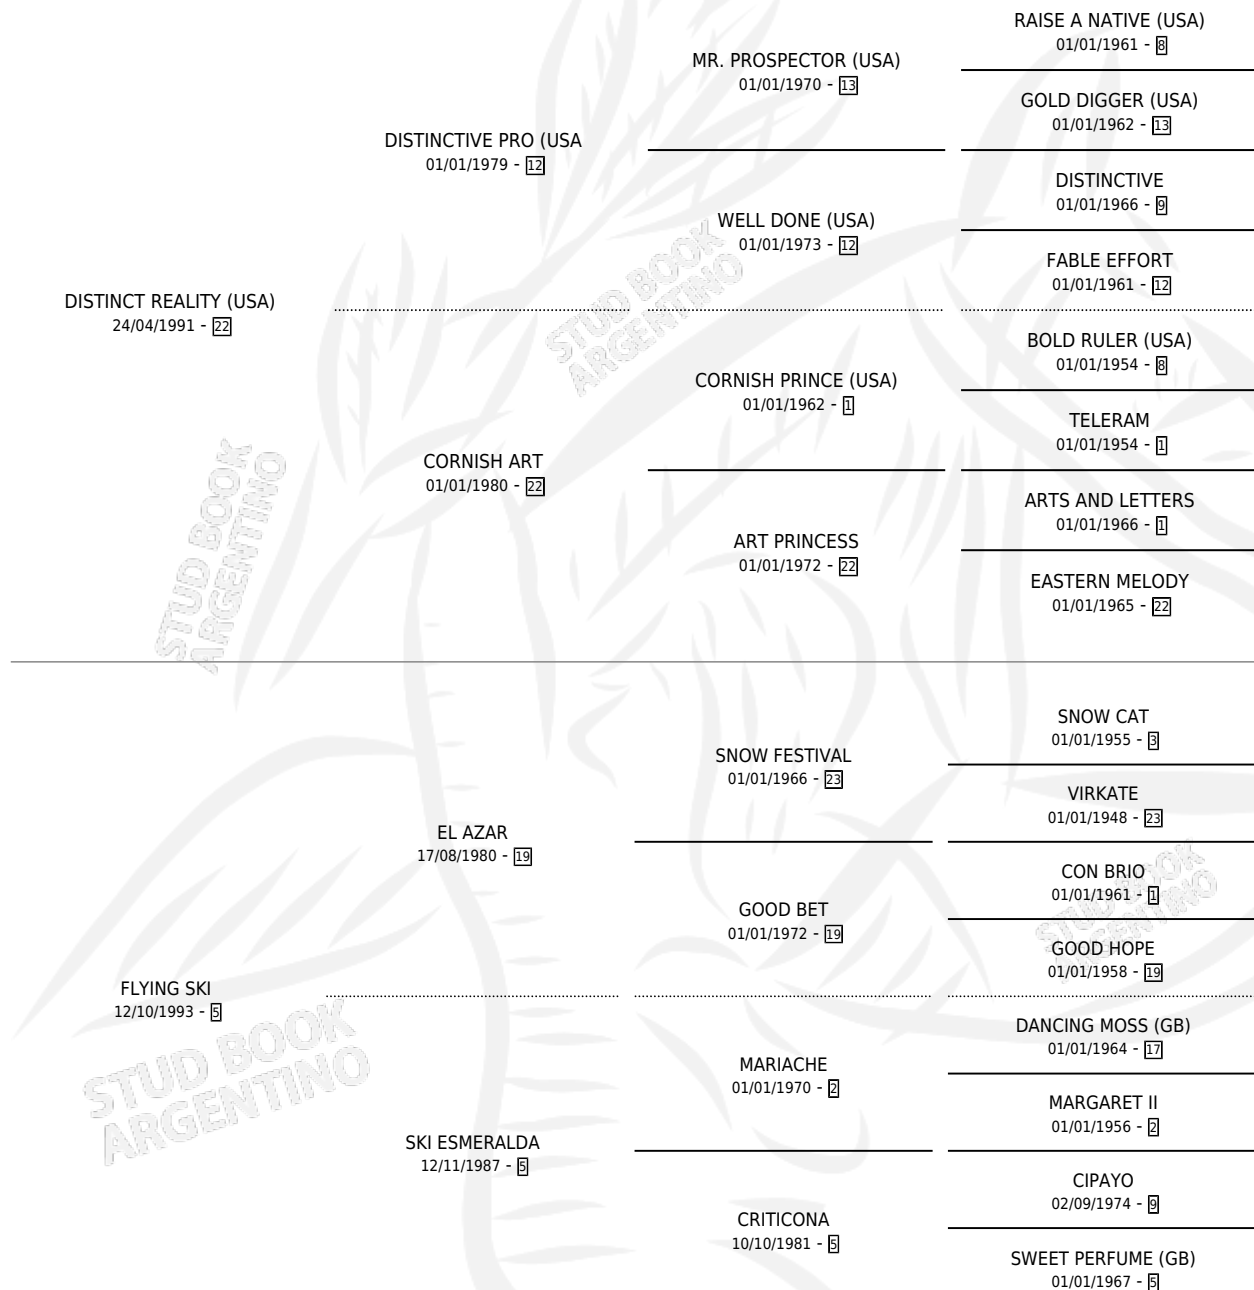 RAISE A NATIVE (USA)
01/01/1961 - 8
MR. PROSPECTOR (USA)
01/01/1970 - 13
GOLD DIGGER (USA)
01/01/1962 - 13
DISTINCTIVE PRO (USA
01/01/1979 - 12
DISTINCTIVE
01/01/1966 - 9
WELL DONE (USA)
01/01/1973 - 12
FABLE EFFORT
01/01/1961 - 12
DISTINCT REALITY (USA)
24/04/1991 - 22
BOLD RULER (USA)
01/01/1954 - 8
CORNISH PRINCE (USA)
01/01/1962 - 1
TELERAM
01/01/1954 - 1
CORNISH ART
01/01/1980 - 22
ARTS AND LETTERS
01/01/1966 - 1
ART PRINCESS
01/01/1972 - 22
EASTERN MELODY
01/01/1965 - 22
SNOW CAT
01/01/1955 - 3
SNOW FESTIVAL
01/01/1966 - 23
VIRKATE
01/01/1948 - 23
EL AZAR
17/08/1980 - 19
CON BRIO
01/01/1961 - 1
GOOD BET
01/01/1972 - 19
GOOD HOPE
01/01/1958 - 19
FLYING SKI
12/10/1993 - 5
DANCING MOSS (GB)
01/01/1964 - 17
MARIACHE
01/01/1970 - 2
MARGARET II
01/01/1956 - 2
SKI ESMERALDA
12/11/1987 - 5
CIPAYO
02/09/1974 - 9
CRITICONA
10/10/1981 - 5
SWEET PERFUME (GB)
01/01/1967 - 5
STUD BOOK
ARGENTINO
STUD BOOK
ARGENTINO
STUD BOOK
ARGENTINO
STUD BOOK
ARGENTINO